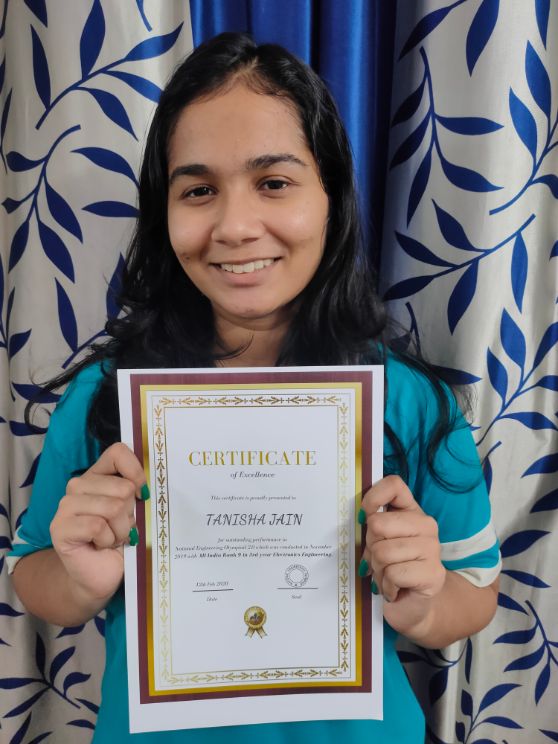 CERTIFICATE
of Excellence
This certificate is proudly presented to
TANISHA JAIN
for outstanding performance in
National Engineering Olympiad 2.0 which was conducted in November
2019 with All India Rank 9 in 3rd year Electronics Engineering.
12th Feb 2020
Date
Seal